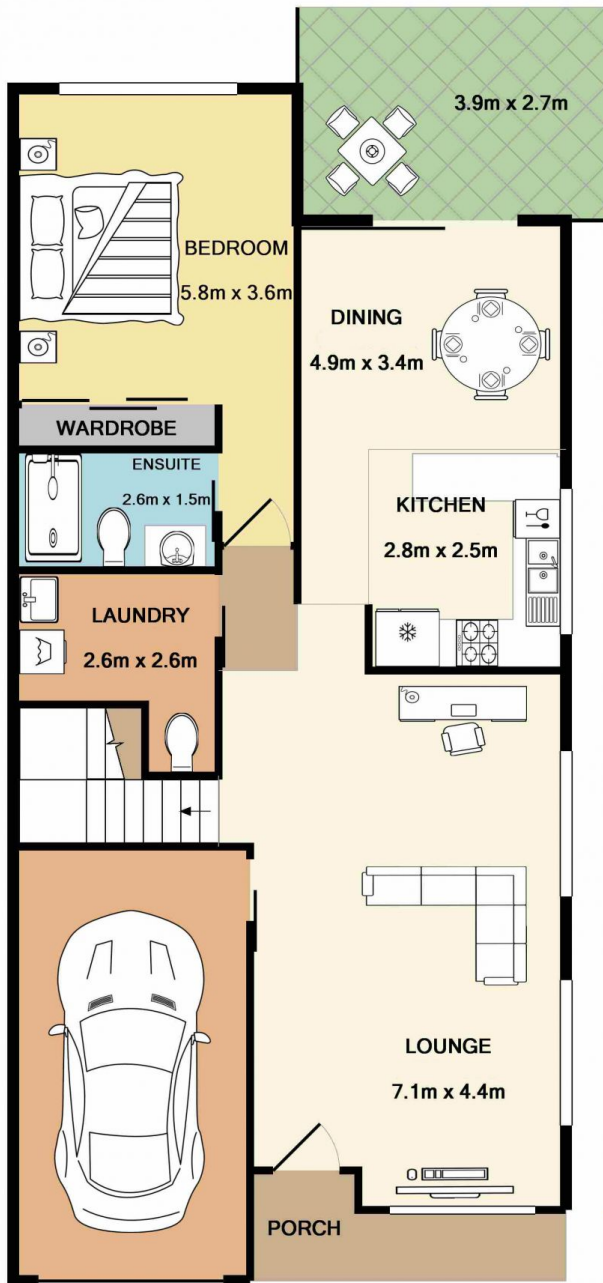 3.9m x 2.7m
BEDROOM
5.8m x 3.6m
DINING
4.9m x 3.4m
WARDROBE
ENSUITE
2.6m x 1.5m
KITCHEN
2.8m x 2.5m
LAUNDRY
2.6m x 2.6m
LOUNGE
7.1m x 4.4m
PORCH